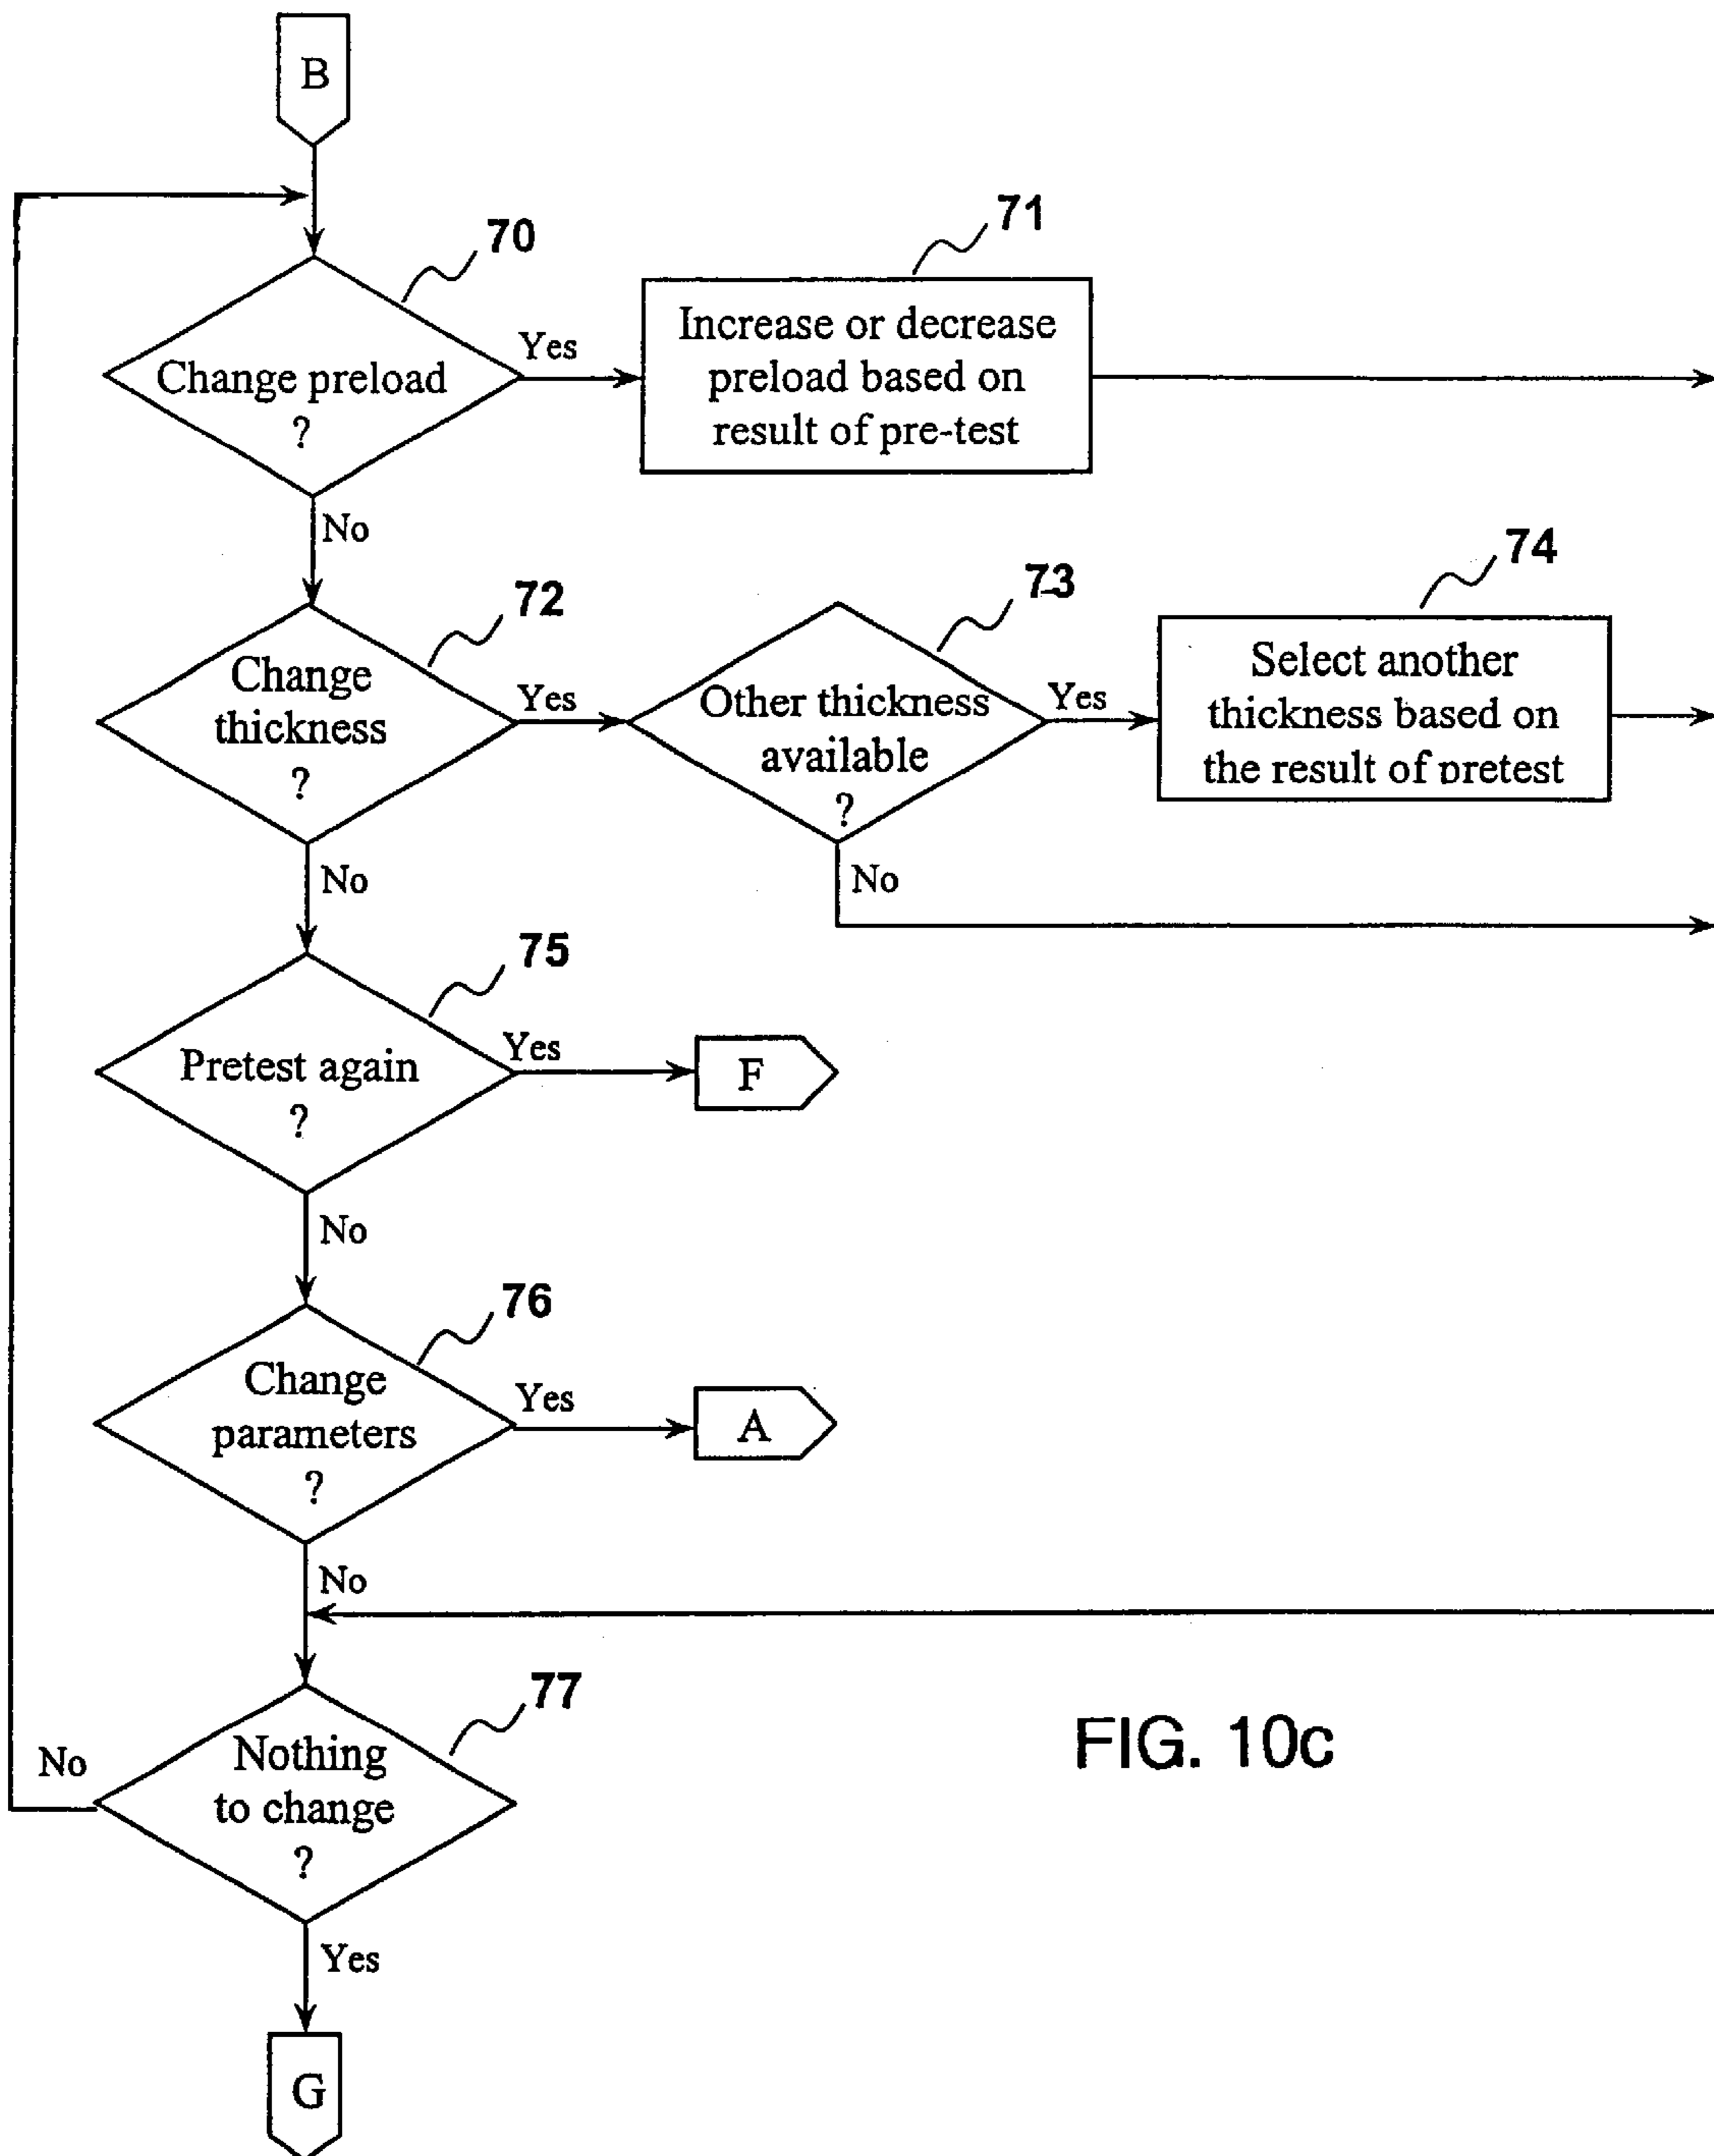 B
70
Change preload
?
Yes
No
71
Increase or decrease
preload based on
result of pre-test
72
Change
thickness
?
Yes
No
73
Other thickness
available
?
Yes
No
74
Select another
thickness based on
the result of pretest
75
Pretest again
?
Yes
No
F
76
Change
parameters
?
Yes
No
A
77
Nothing
to change
?
No
Yes
G
FIG. 10c